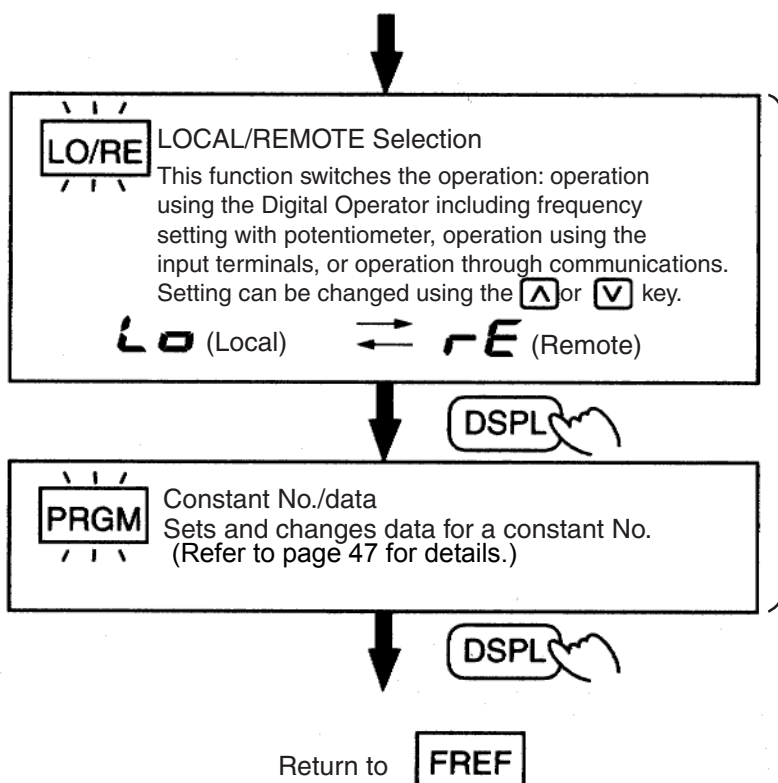 LO/RE LOCAL/REMOTE Selection
This function switches the operation: operation
using the Digital Operator including frequency
setting with potentiometer, operation using the
input terminals, or operation through communications.
Setting can be changed using the ∧ or ∨ key.
Lo (Local) rE (Remote)
DSPL
PRGM Constant No./data
Sets and changes data for a constant No.
(Refer to page 47 for details.)
DSPL
Return to FREF